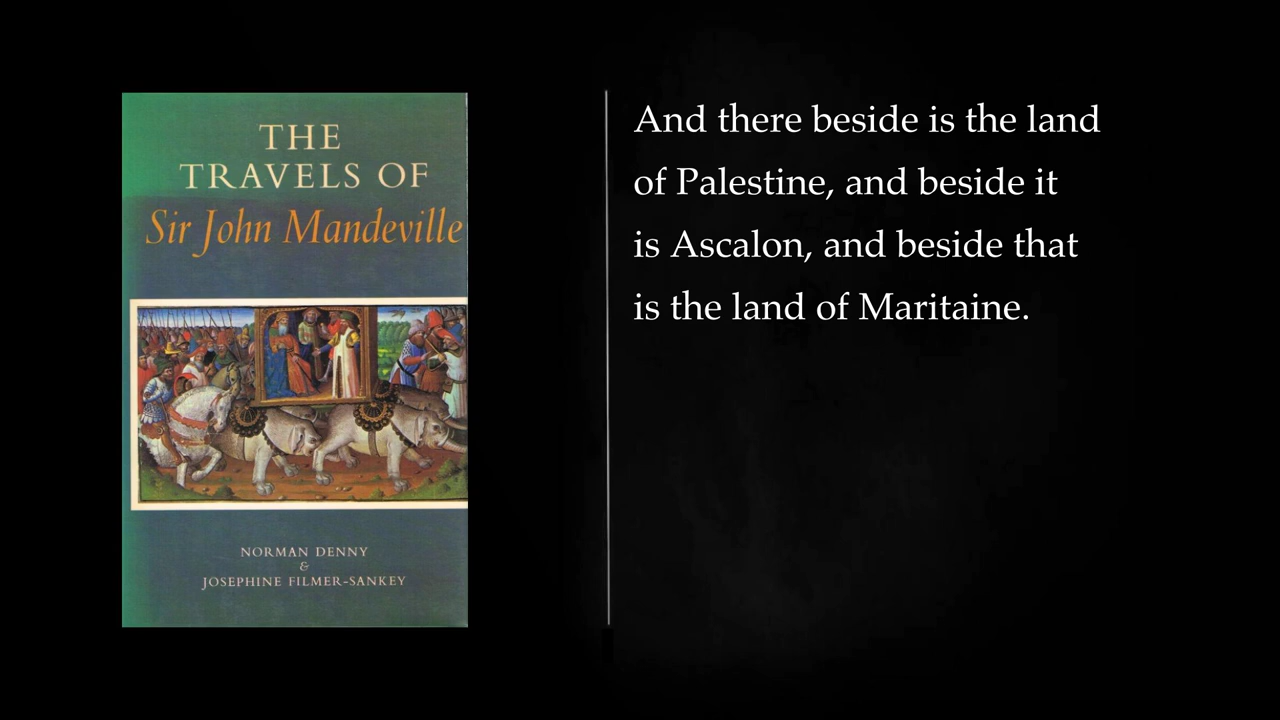 THE
TRAVELS OF
Sir John Mandeville
NORMAN DENNY
&
JOSEPHINE FILMER-SANKEY
And there beside is the land
of Palestine, and beside it
is Ascalon, and beside that
is the land of Maritaine.